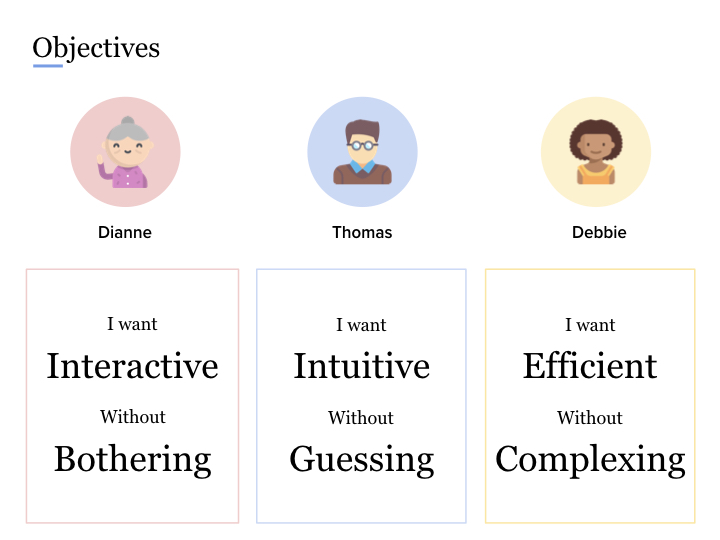 Objectives
Dianne
Thomas
Debbie
I want
Interactive
Without
Bothering
I want
Intuitive
Without
Guessing
I want
Efficient
Without
Complexing